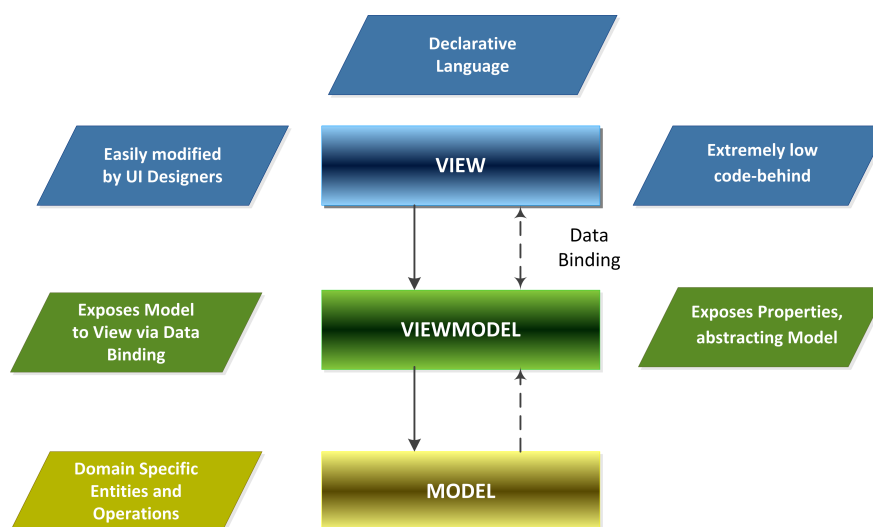 Declarative
Language
Easily modified
by UI Designers
VIEW
Extremely low
code-behind
Data
Binding
Exposes Model
to View via Data
Binding
VIEWMODEL
Exposes Properties,
abstracting Model
Domain Specific
Entities and
Operations
MODEL